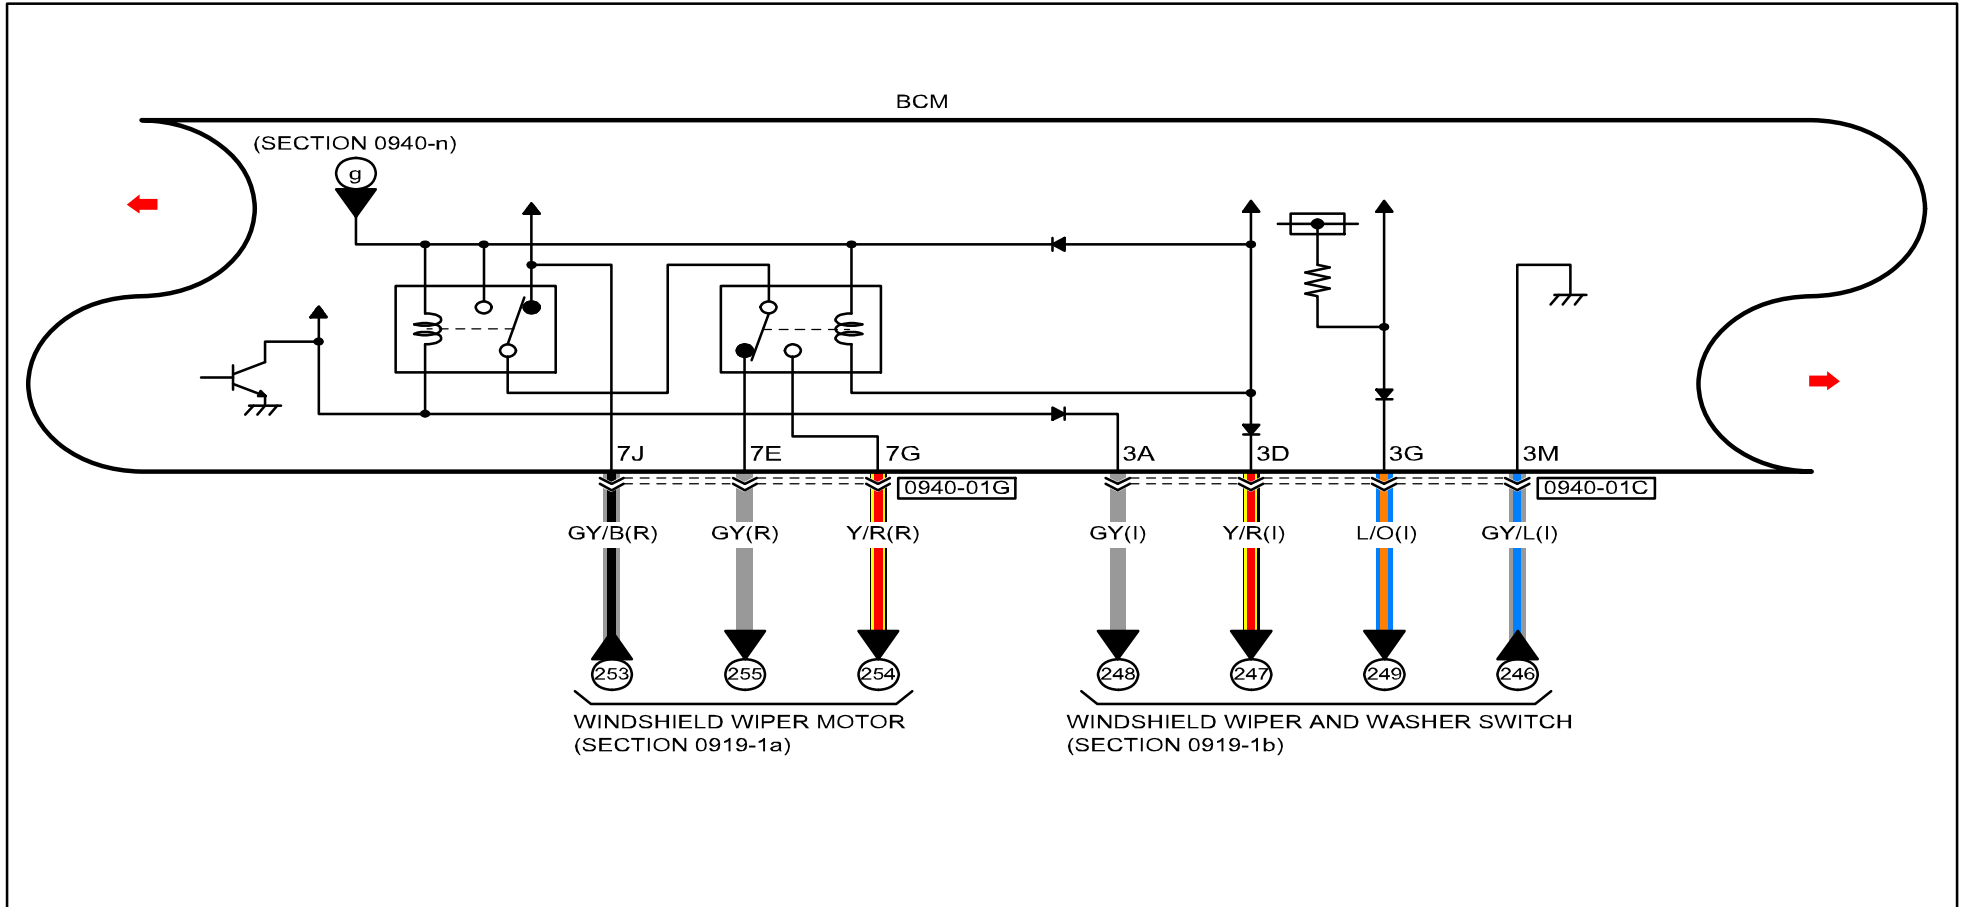 BCM
(SECTION 0940-n)
g
7J 7E 7G 3A 3D 3G 3M
0940-01G 0940-01C
GY/B(R) GY(R) Y/R(R) GY(I) Y/R(I) L/O(I) GY/L(I)
253 255 254 248 247 249 246
WINDSHIELD WIPER MOTOR
(SECTION 0919-1a)
WINDSHIELD WIPER AND WASHER SWITCH
(SECTION 0919-1b)